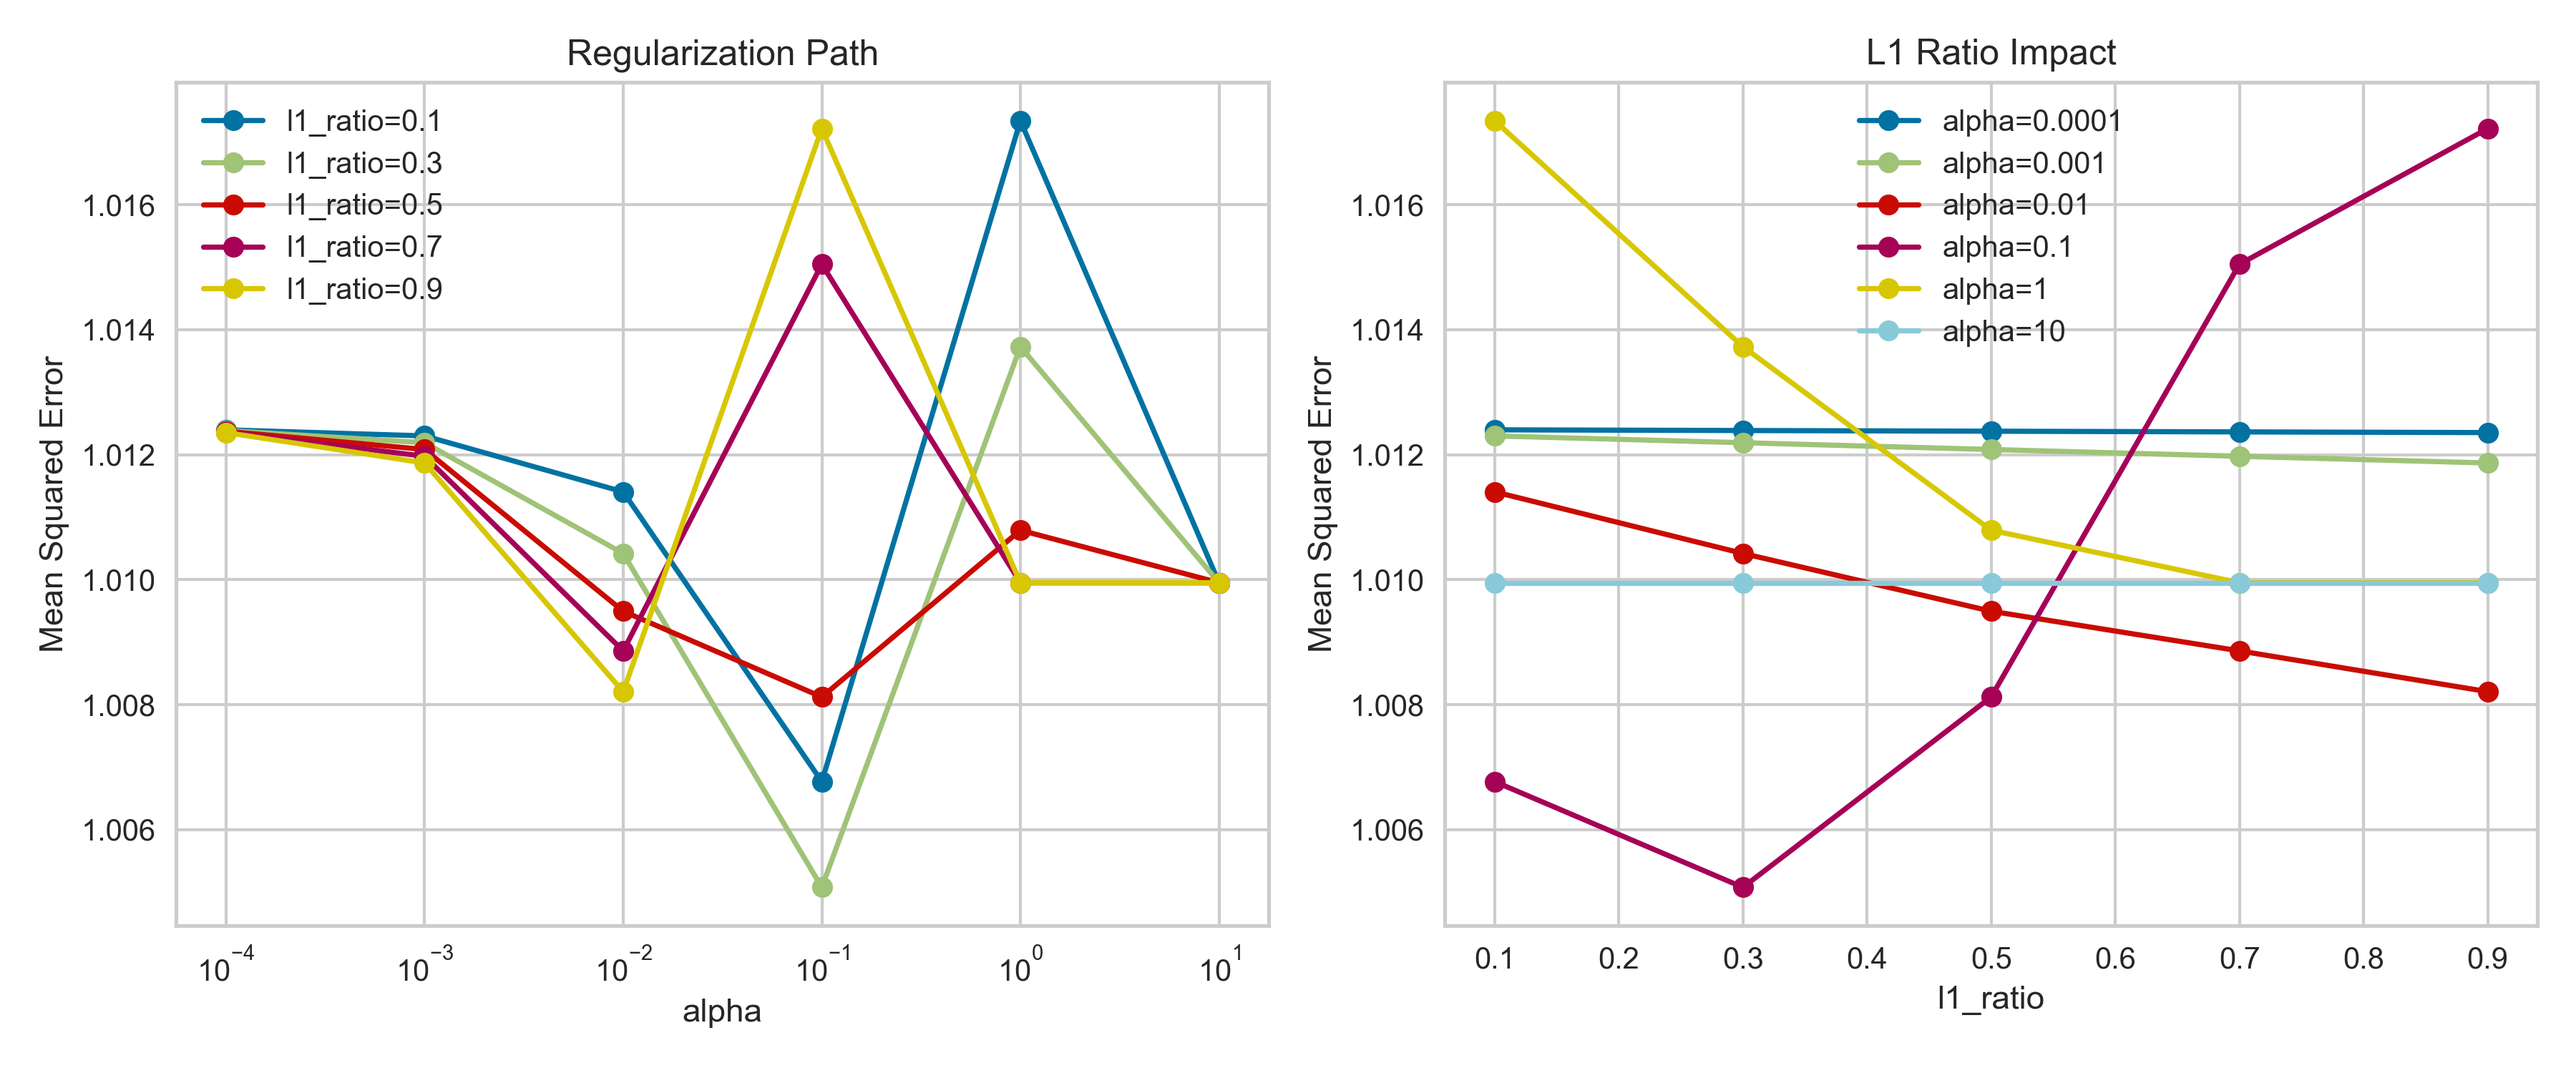 Regularization Path
l1_ratio=0.1
l1_ratio=0.3
l1_ratio=0.5
l1_ratio=0.7
l1_ratio=0.9
Mean Squared Error
1.016
1.014
1.012
1.010
1.008
1.006
10⁻⁴ 10⁻³ 10⁻² 10⁻¹ 10⁰ 10¹
alpha
L1 Ratio Impact
alpha=0.0001
alpha=0.001
alpha=0.01
alpha=0.1
alpha=1
alpha=10
Mean Squared Error
1.016
1.014
1.012
1.010
1.008
1.006
0.1 0.2 0.3 0.4 0.5 0.6 0.7 0.8 0.9
l1_ratio